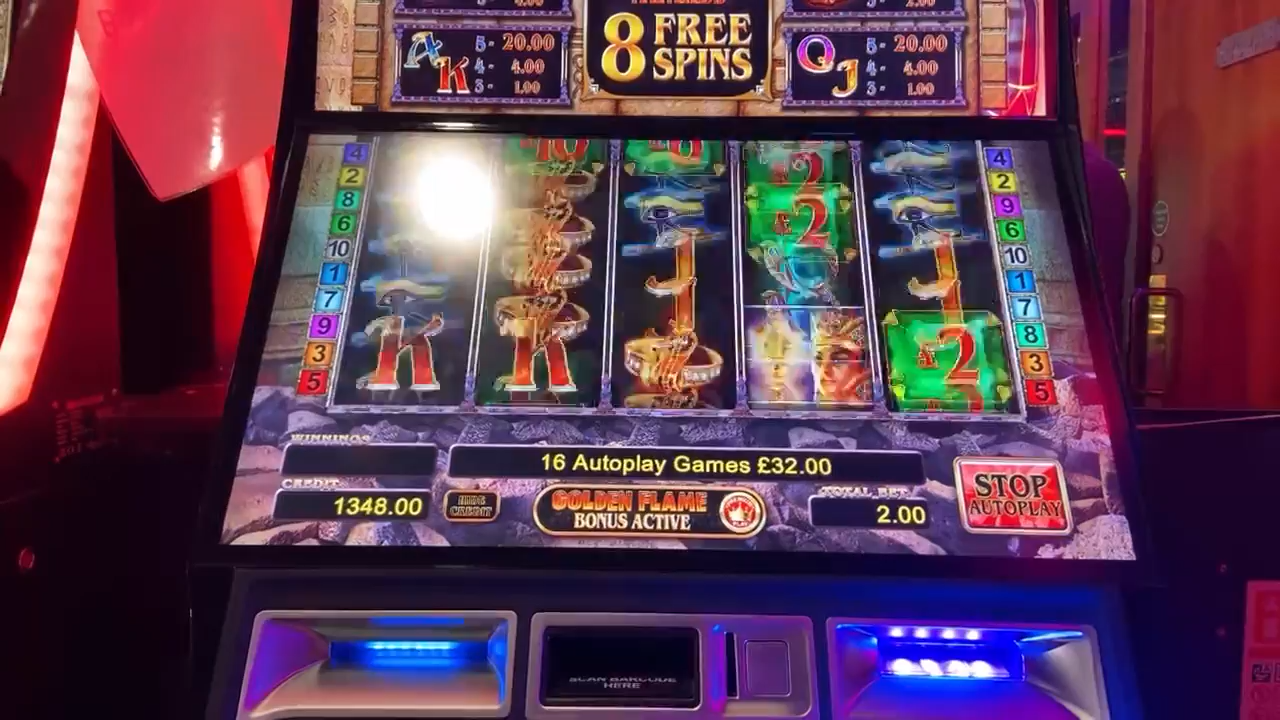 8 FREE SPINS
A K 5- 20.00
4- 4.00
3- 1.00
Q J 5- 20.00
4- 4.00
3- 1.00
4
2
8
6
10
1
7
9
3
5
K
K
J
£2
£2
J
£2
4
2
9
6
10
1
7
8
3
5
WINNINGS
16 Autoplay Games £32.00
CREDIT
1348.00
HIDE CREDIT
GOLDEN FLAME
BONUS ACTIVE
TOTAL BET
2.00
STOP
AUTOPLAY
SCAN BARCODE
HERE